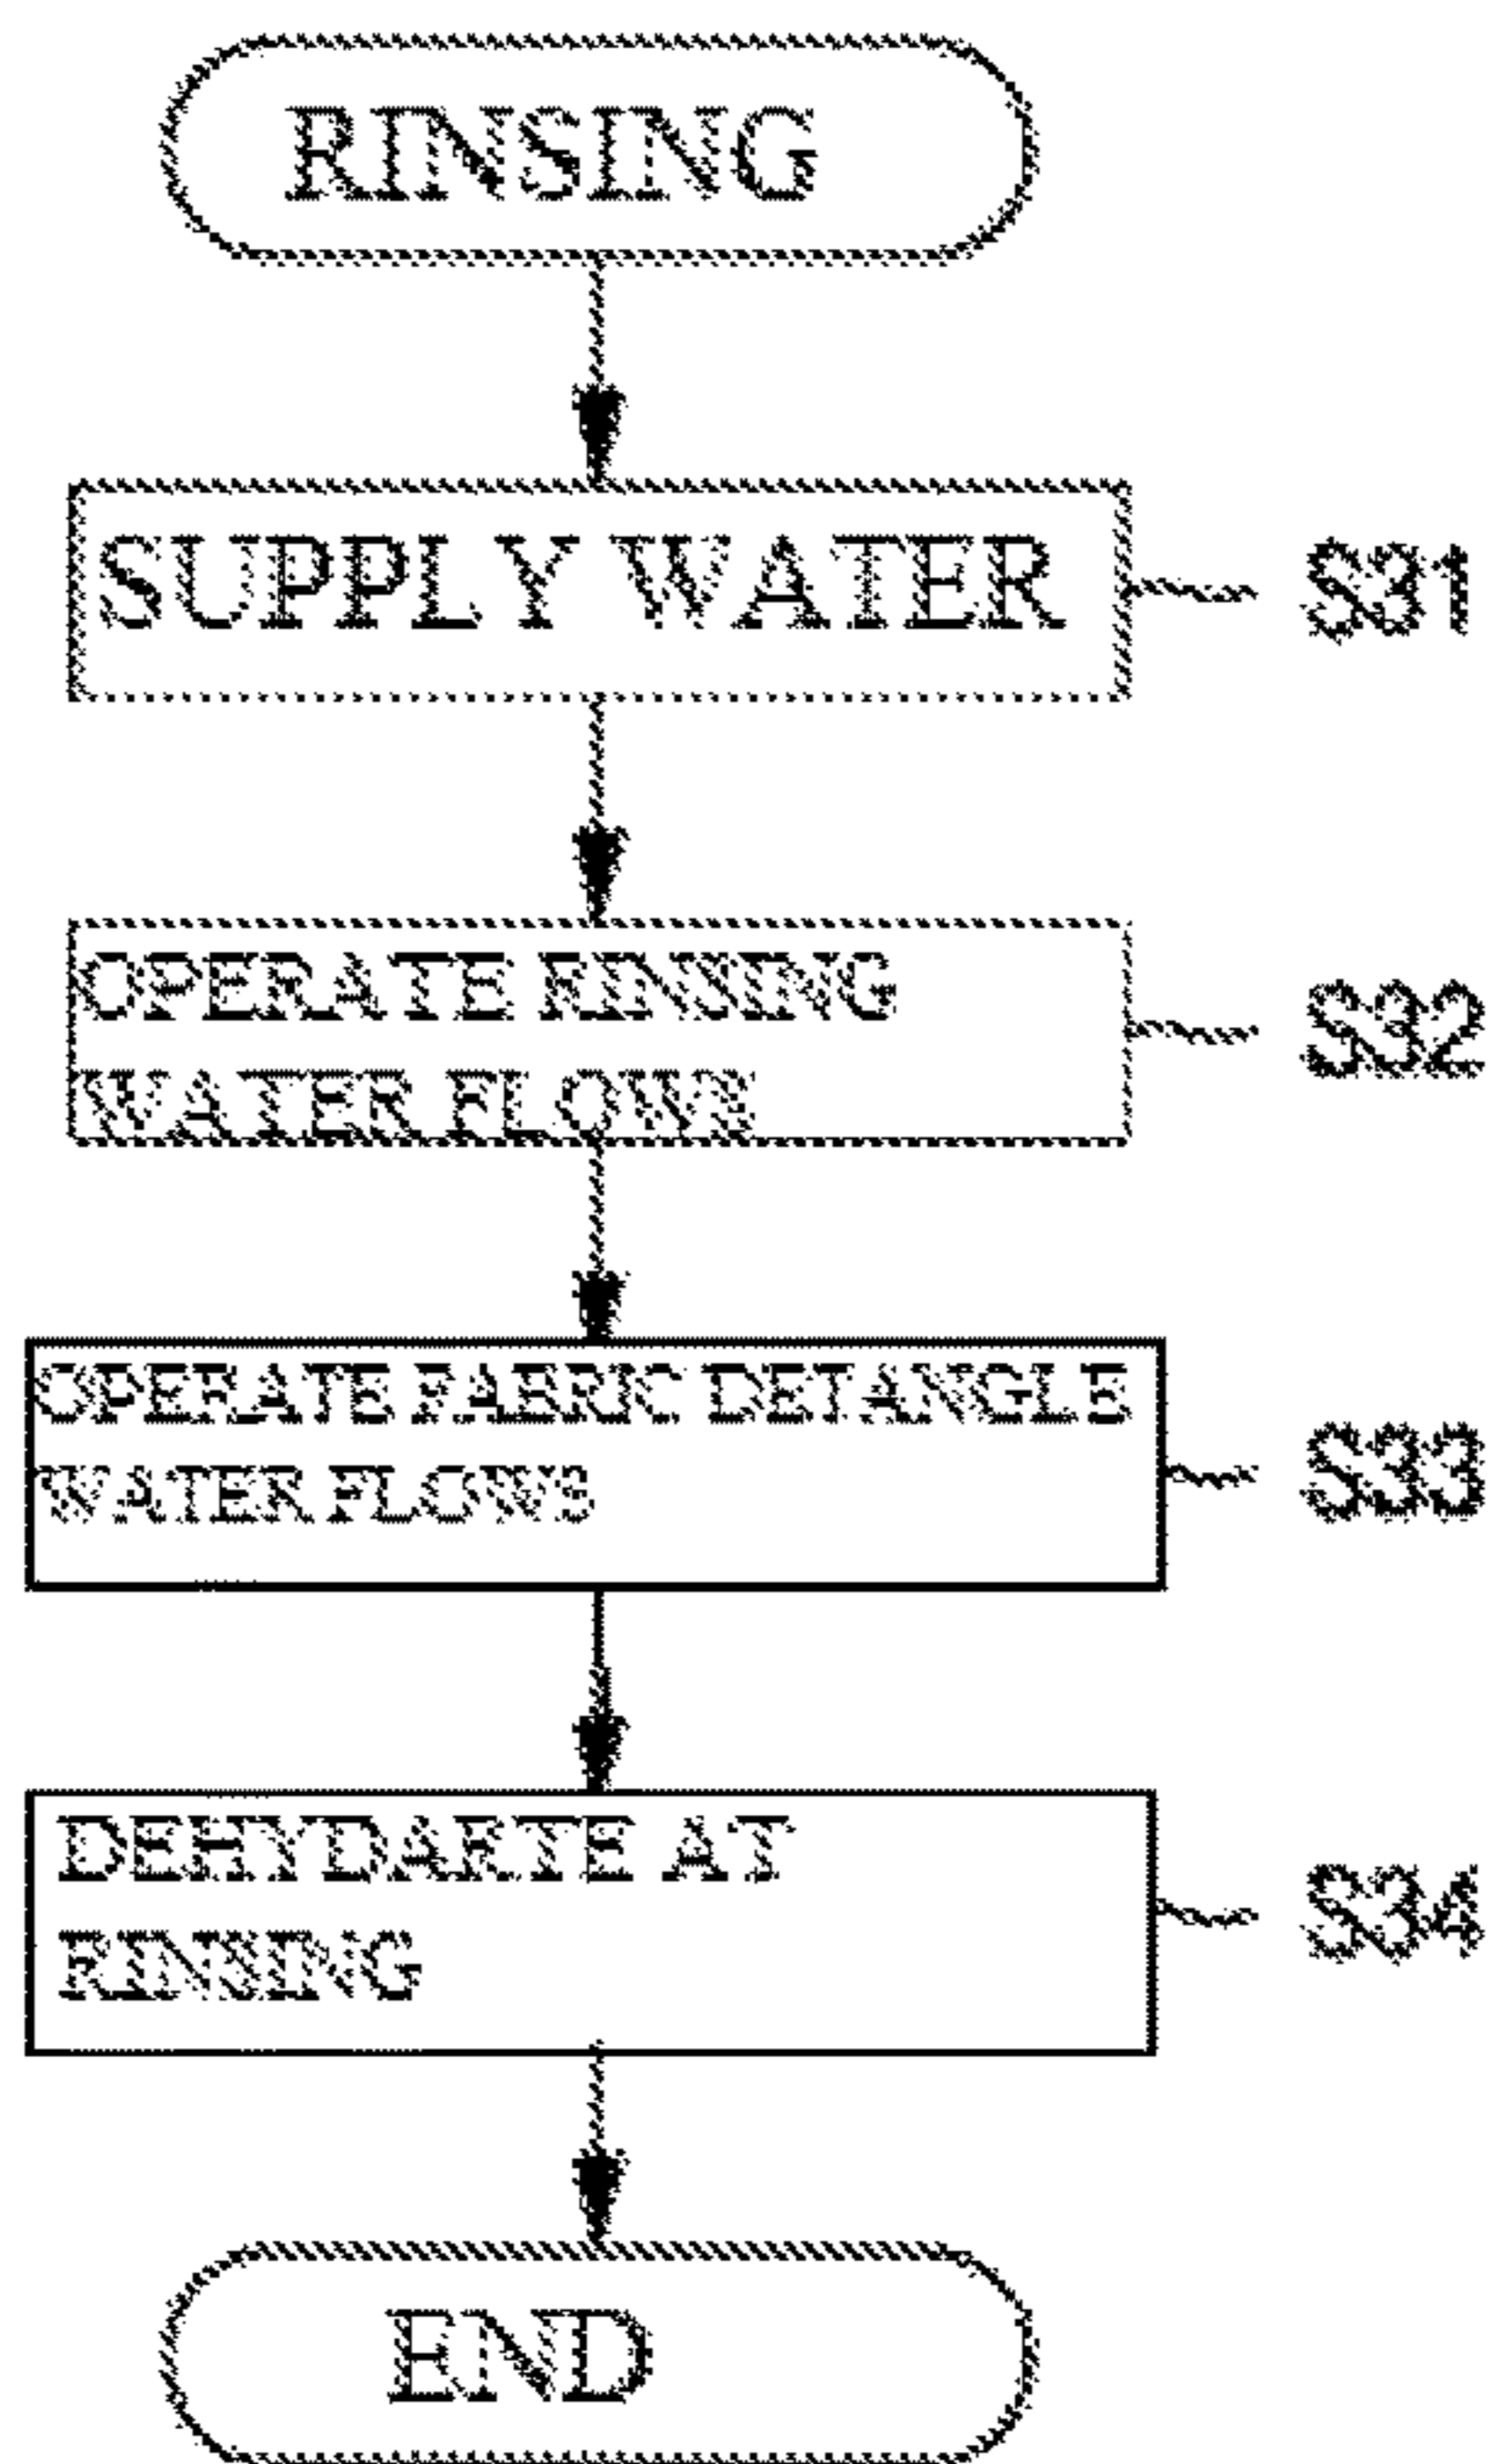 RINSING
SUPPLY WATER
S31
OPERATE RINSING
WATER FLOWS
S32
OPERATE FABRIC DETANGLE
WATER FLOWS
S33
DEHYDARTE AT
RINSING
S34
END